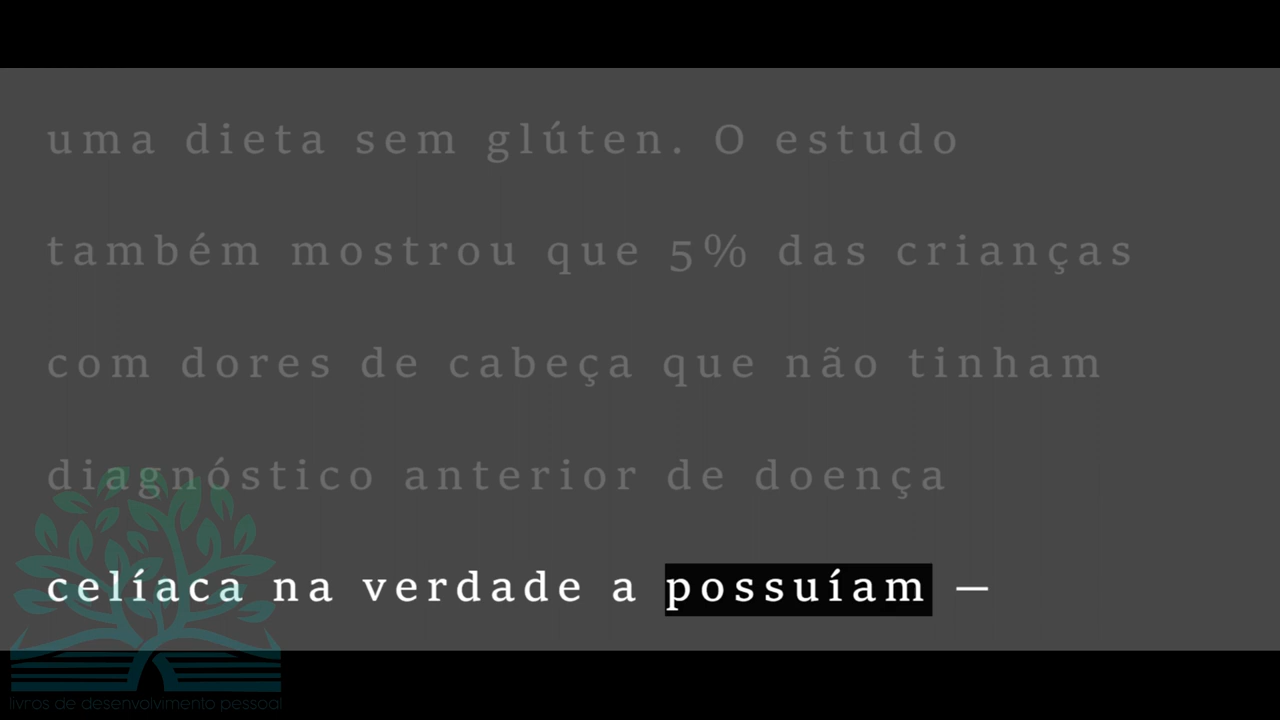 uma dieta sem glúten. O estudo
também mostrou que 5% das crianças
com dores de cabeça que não tinham
diagnóstico anterior de doença
celíaca na verdade a possuíam —
livros de desenvolvimento pessoal